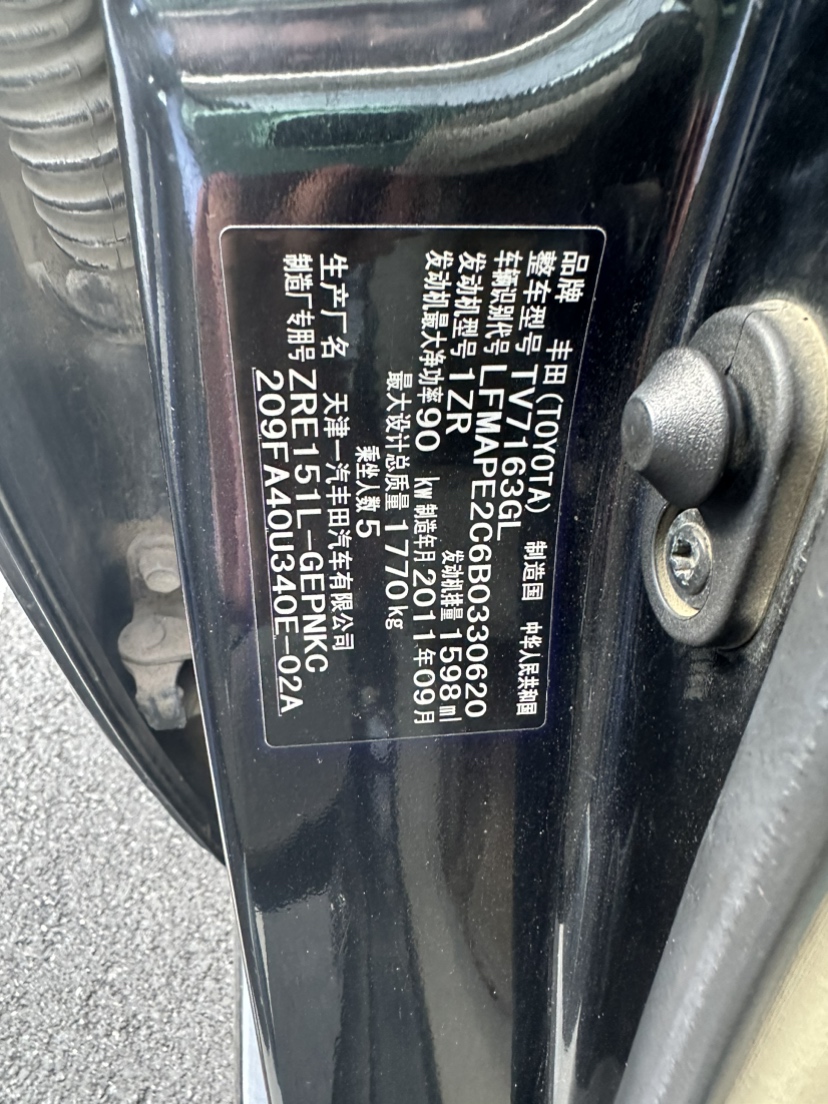 品牌 丰田(TOYOTA) 制造国 中华人民共和国
整车型号 TV7163GL
车辆识别代号 LFMAPE2C6B0330620
发动机型号 1ZR 发动机排量 1598 ml
发动机最大净功率 90 kw 制造年月 2011年09月
最大设计总质量 1770kg
乘坐人数 5
生产厂名 天津一汽丰田汽车有限公司
制造厂专用号 ZRE151L-GEPNKC
209FA40U340E-02A